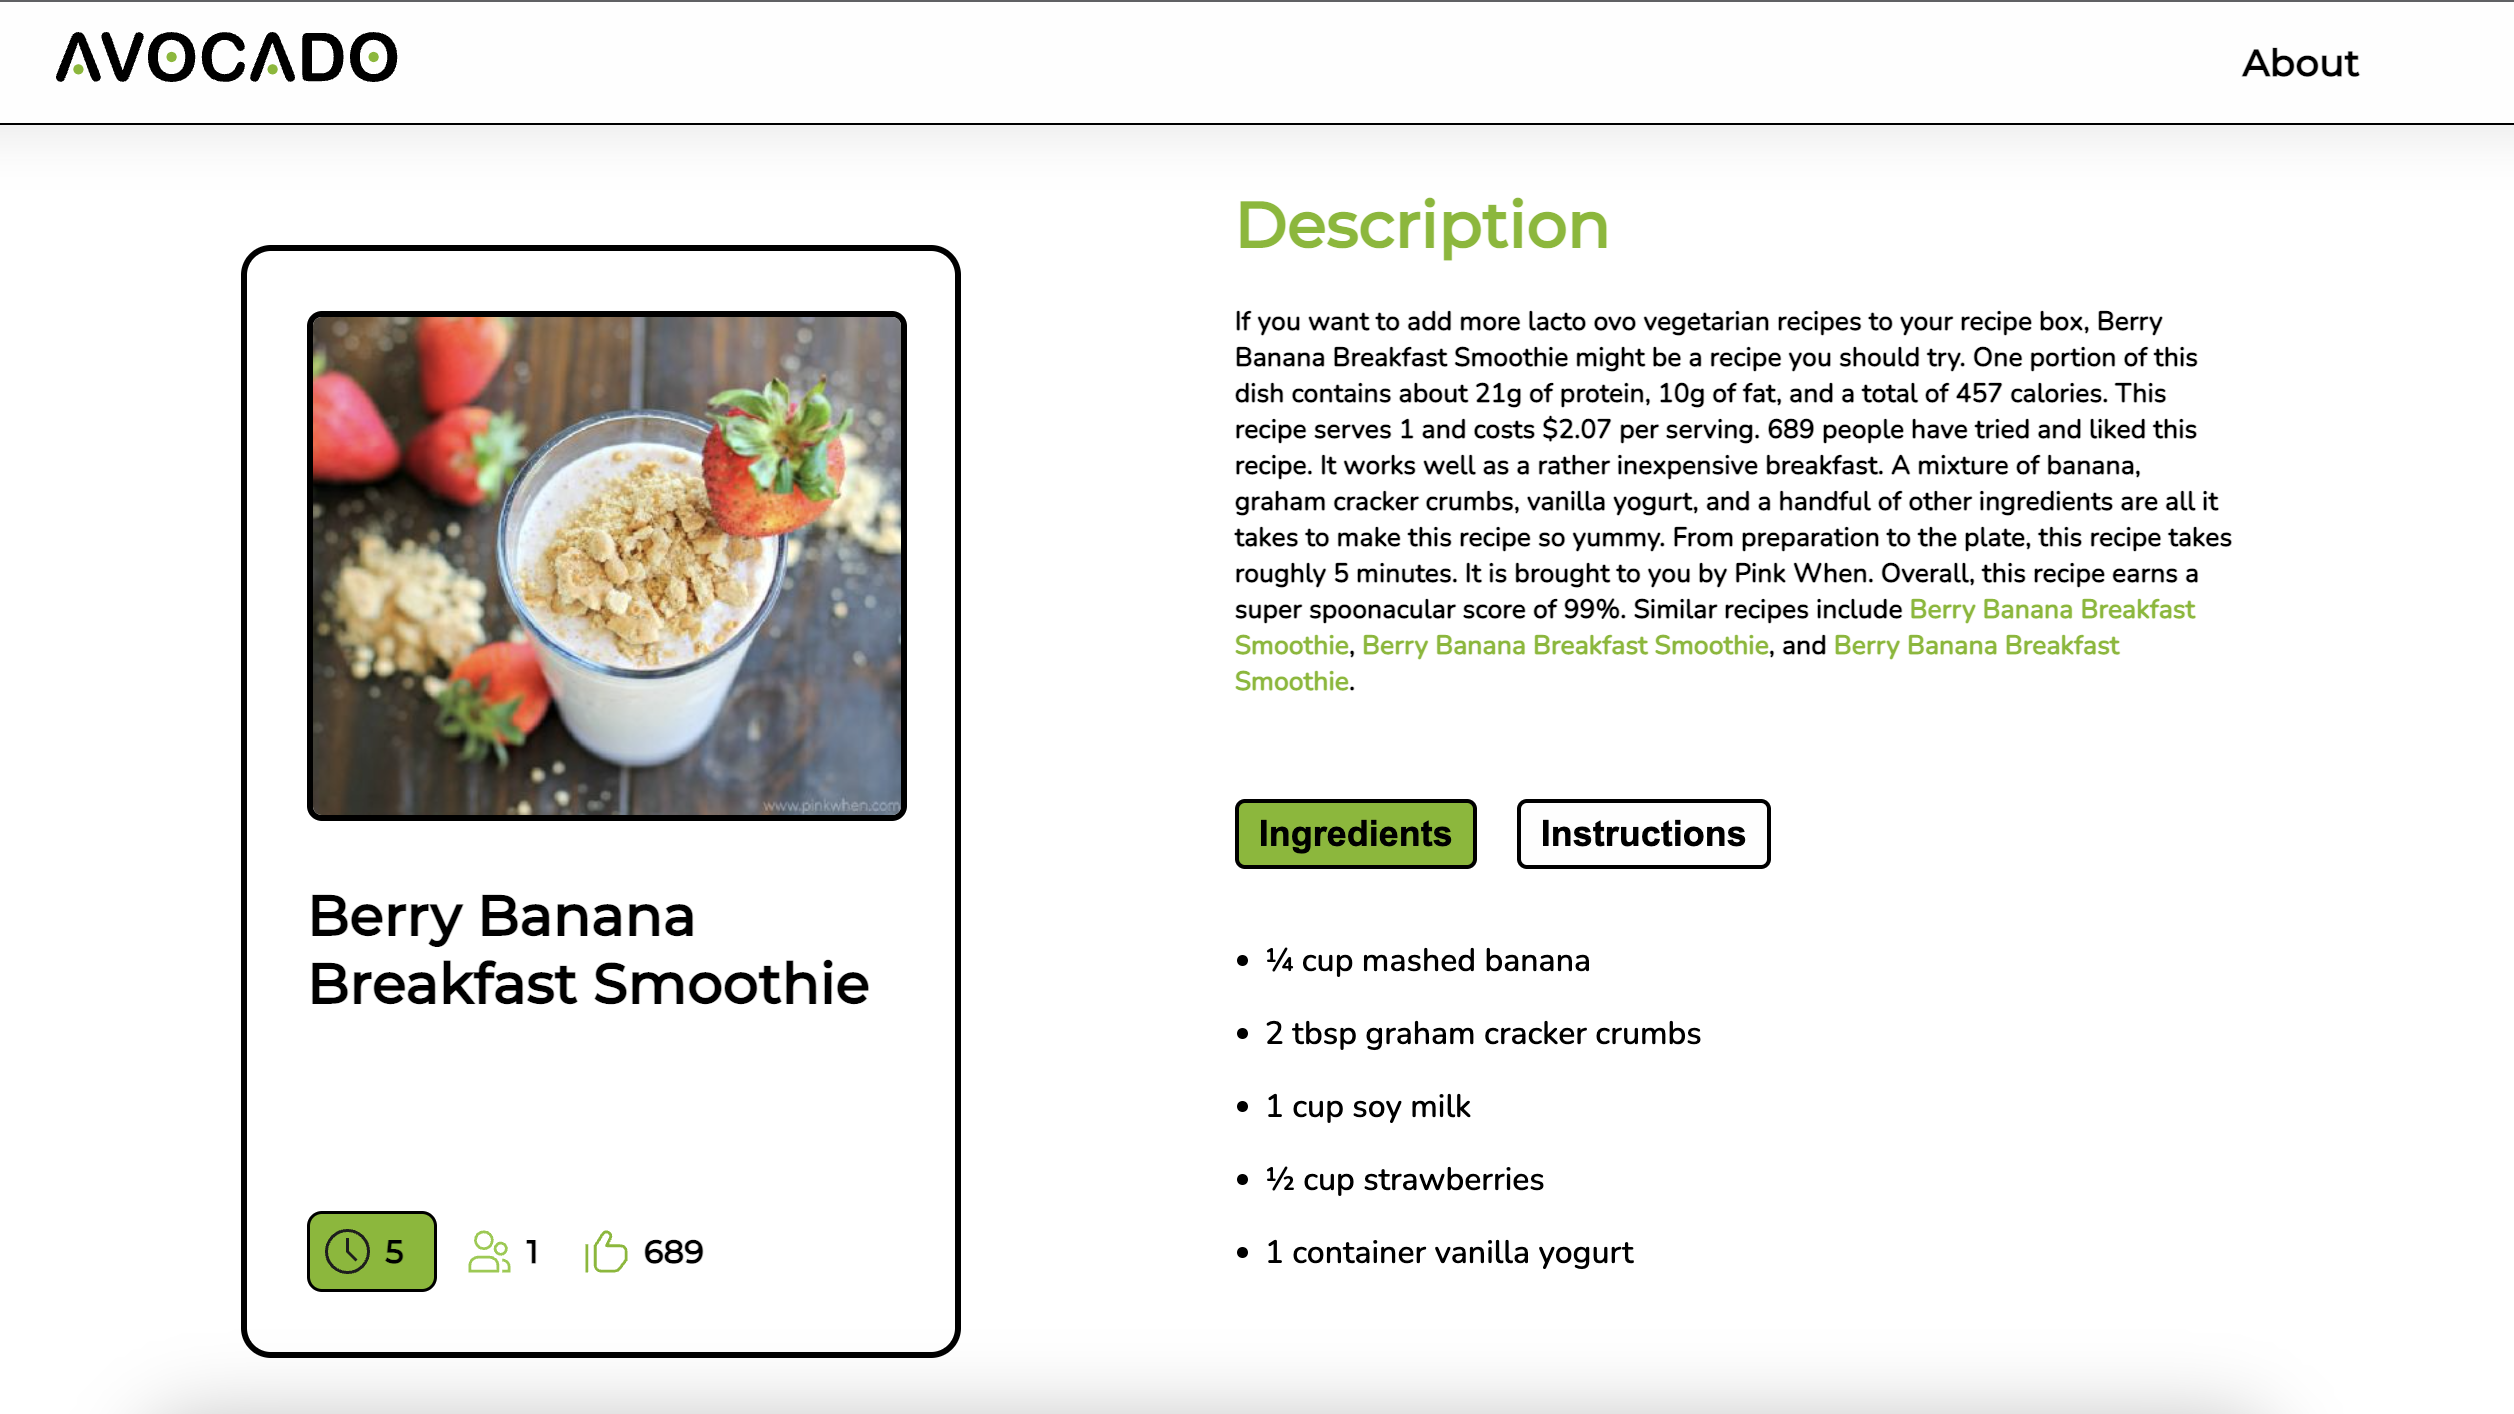 AVOCADO
About
www.pinkwhen.com
Berry Banana
Breakfast Smoothie
5
1
689
Description
If you want to add more lacto ovo vegetarian recipes to your recipe box, Berry
Banana Breakfast Smoothie might be a recipe you should try. One portion of this
dish contains about 21g of protein, 10g of fat, and a total of 457 calories. This
recipe serves 1 and costs $2.07 per serving. 689 people have tried and liked this
recipe. It works well as a rather inexpensive breakfast. A mixture of banana,
graham cracker crumbs, vanilla yogurt, and a handful of other ingredients are all it
takes to make this recipe so yummy. From preparation to the plate, this recipe takes
roughly 5 minutes. It is brought to you by Pink When. Overall, this recipe earns a
super spoonacular score of 99%. Similar recipes include Berry Banana Breakfast
Smoothie, Berry Banana Breakfast Smoothie, and Berry Banana Breakfast
Smoothie.
Ingredients
Instructions
• ¼ cup mashed banana
• 2 tbsp graham cracker crumbs
• 1 cup soy milk
• ½ cup strawberries
• 1 container vanilla yogurt